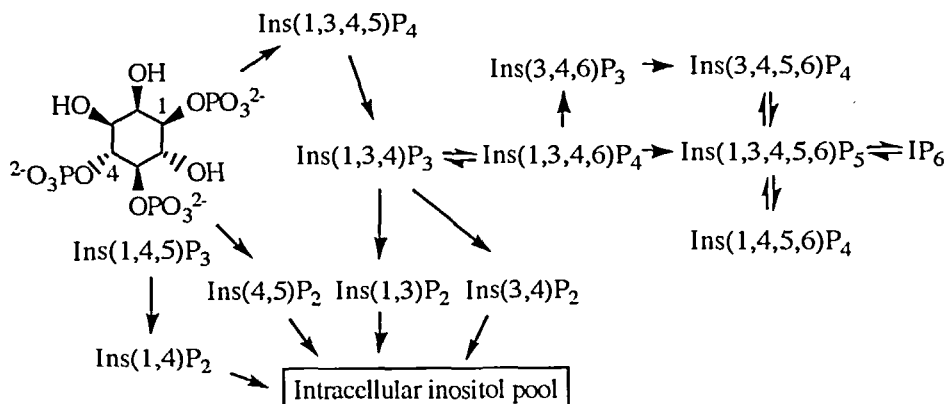 Ins(1,3,4,5)P4
OH
HO
1
OPO3 2-
Ins(3,4,6)P3
Ins(3,4,5,6)P4
2-O3PO
4
OH
OPO3 2-
Ins(1,3,4)P3
Ins(1,3,4,6)P4
Ins(1,3,4,5,6)P5
IP6
Ins(1,4,5)P3
Ins(1,4,5,6)P4
Ins(4,5)P2
Ins(1,3)P2
Ins(3,4)P2
Ins(1,4)P2
Intracellular inositol pool